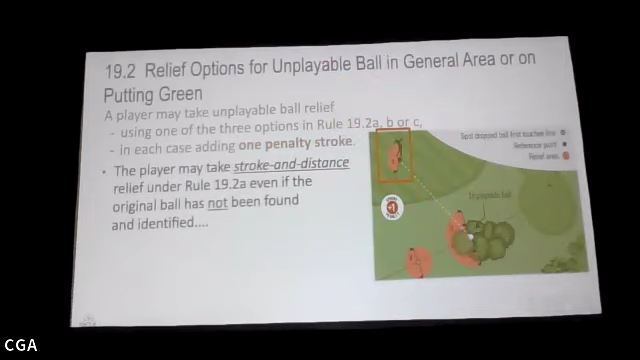 19.2 Relief Options for Unplayable Ball in General Area or on
Putting Green
A player may take unplayable ball relief
- using one of the three options in Rule 19.2a, b or c,
- in each case adding one penalty stroke.
• The player may take stroke-and-distance
relief under Rule 19.2a even if the
original ball has not been found
and identified....
Spot dropped ball first touches line
Reference point
Relief area
Unplayable ball
CGA